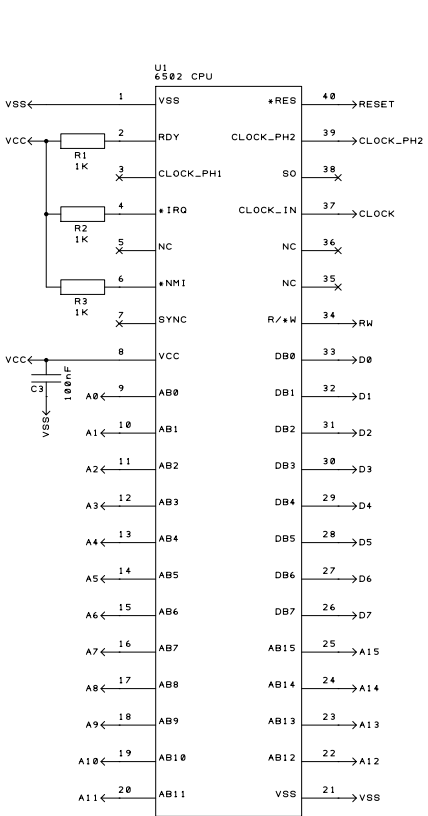 U1
6502 CPU
VSS 1 VSS *RES 40 RESET
VCC R1 1K 2 RDY CLOCK_PH2 39 CLOCK_PH2
3 CLOCK_PH1 SO 38
R2 1K 4 *IRQ CLOCK_IN 37 CLOCK
5 NC NC 36
R3 1K 6 *NMI NC 35
7 SYNC R/*W 34 RW
VCC 8 VCC DB0 33 D0
C3 100nF VSS
A0 9 AB0 DB1 32 D1
A1 10 AB1 DB2 31 D2
A2 11 AB2 DB3 30 D3
A3 12 AB3 DB4 29 D4
A4 13 AB4 DB5 28 D5
A5 14 AB5 DB6 27 D6
A6 15 AB6 DB7 26 D7
A7 16 AB7 AB15 25 A15
A8 17 AB8 AB14 24 A14
A9 18 AB9 AB13 23 A13
A10 19 AB10 AB12 22 A12
A11 20 AB11 VSS 21 VSS